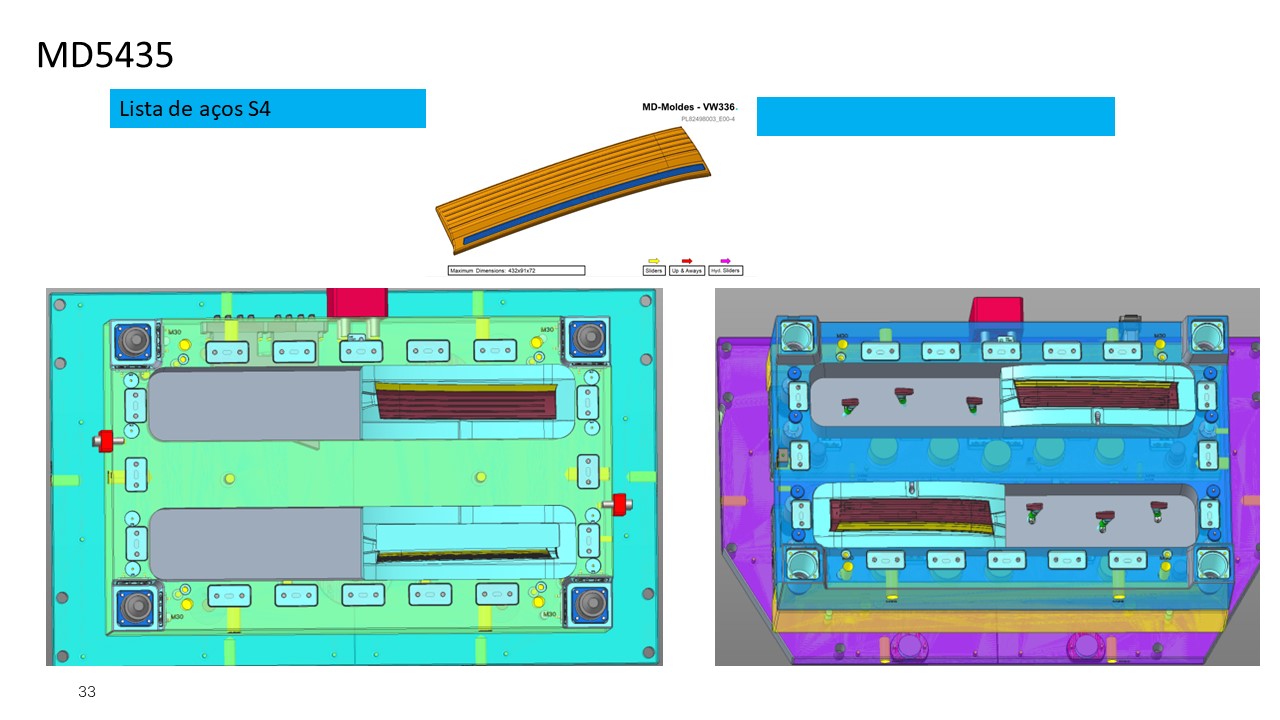 MD5435
Lista de aços S4
MD-Moldes - VW336.
PL82498003_E00-4
Maximum Dimensions: 432x91x72
Sliders
Up & Aways
Hyd. Sliders
M30
M30
M30
M30
M30
M30
33